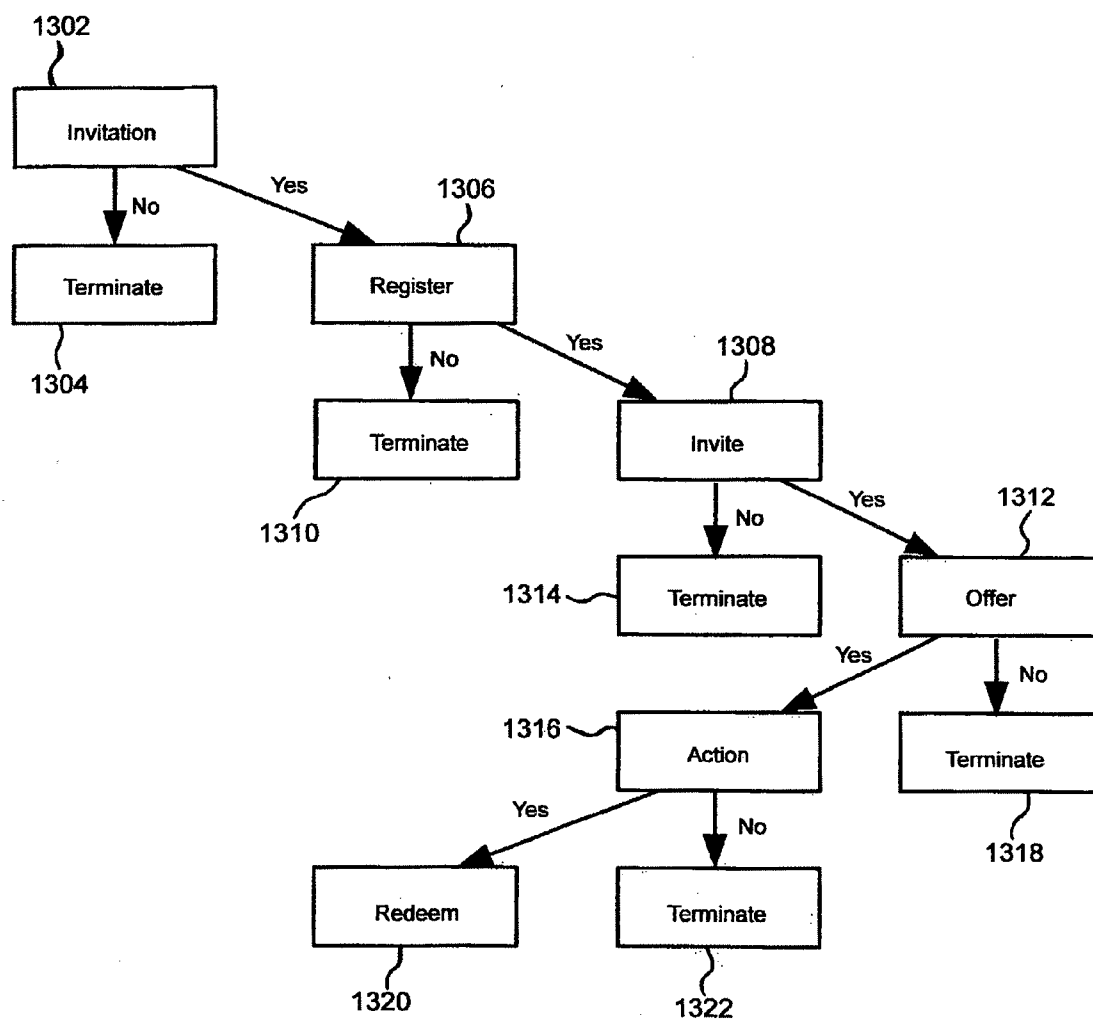 1302
Invitation
Yes
1306
No
Terminate
Register
1304
Yes
No
1308
Terminate
Invite
1310
Yes
1312
No
1314
Terminate
Offer
Yes
No
1316
Action
Terminate
Yes
No
1318
Redeem
Terminate
1320
1322